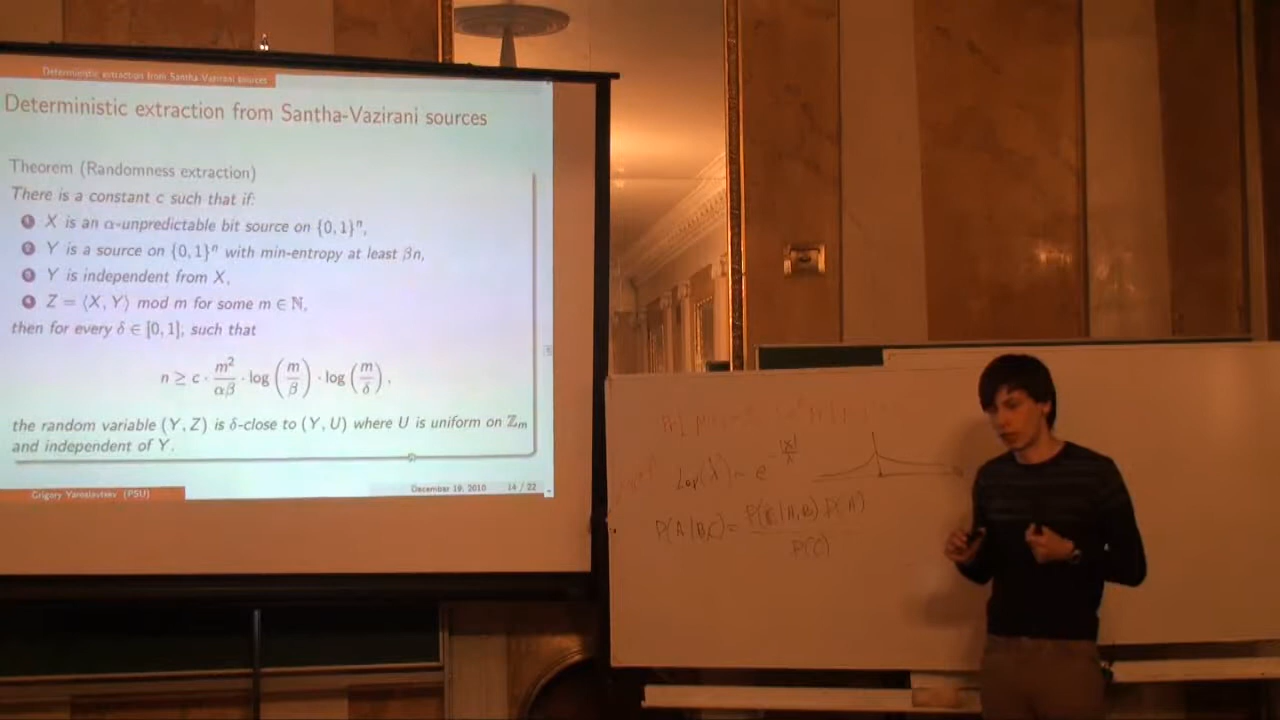 Deterministic extraction from Santha-Vazirani sources
Deterministic extraction from Santha-Vazirani sources
Theorem (Randomness extraction)
There is a constant c such that if:
1 X is an α-unpredictable bit source on {0, 1}ⁿ,
2 Y is a source on {0, 1}ⁿ with min-entropy at least βn,
3 Y is independent from X,
4 Z = ⟨X, Y⟩ mod m for some m ∈ ℕ,
then for every δ ∈ [0, 1], such that
n ≥ c · m²/αβ · log (m/β) · log (m/δ),
the random variable (Y, Z) is δ-close to (Y, U) where U is uniform on ℤₘ
and independent of Y.
Grigory Yaroslavtsev (PSU) December 19, 2010 14 / 22
Lap(λ) ~ e^{-|x|/λ}
P(A|B,C) = P(C|A,B) · P(A) / P(C)